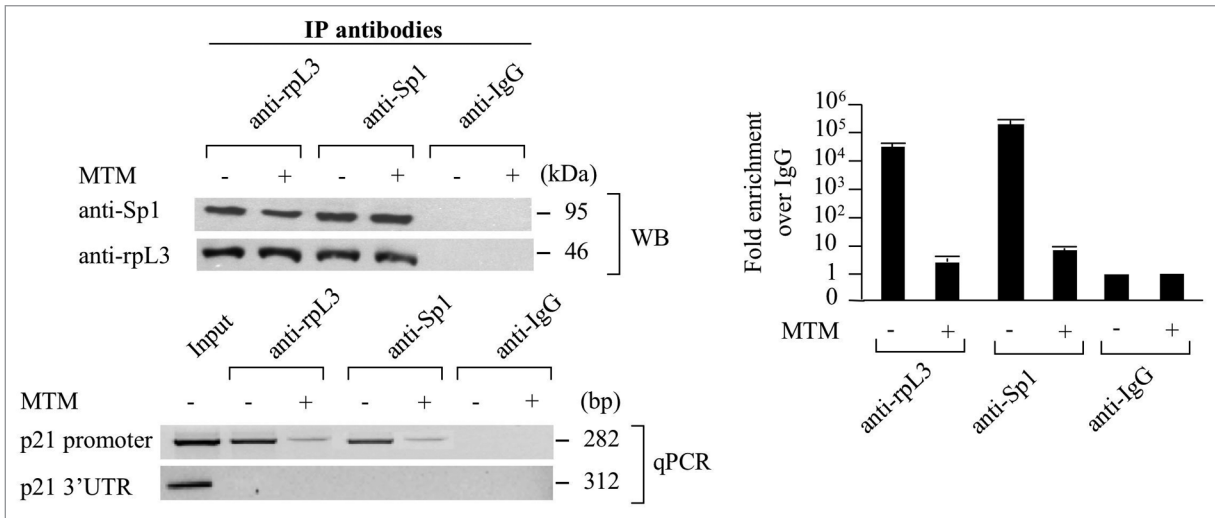 IP antibodies
anti-rpL3 anti-Sp1 anti-IgG
MTM - + - + - + (kDa)
anti-Sp1 – 95
anti-rpL3 – 46
WB
Input anti-rpL3 anti-Sp1 anti-IgG
MTM - - + - + - + (bp)
p21 promoter – 282
p21 3’UTR – 312
qPCR
Fold enrichment
over IgG
10⁶
10⁵
10⁴
10³
10²
10
1
0
MTM - + - + - +
anti-rpL3 anti-Sp1 anti-IgG